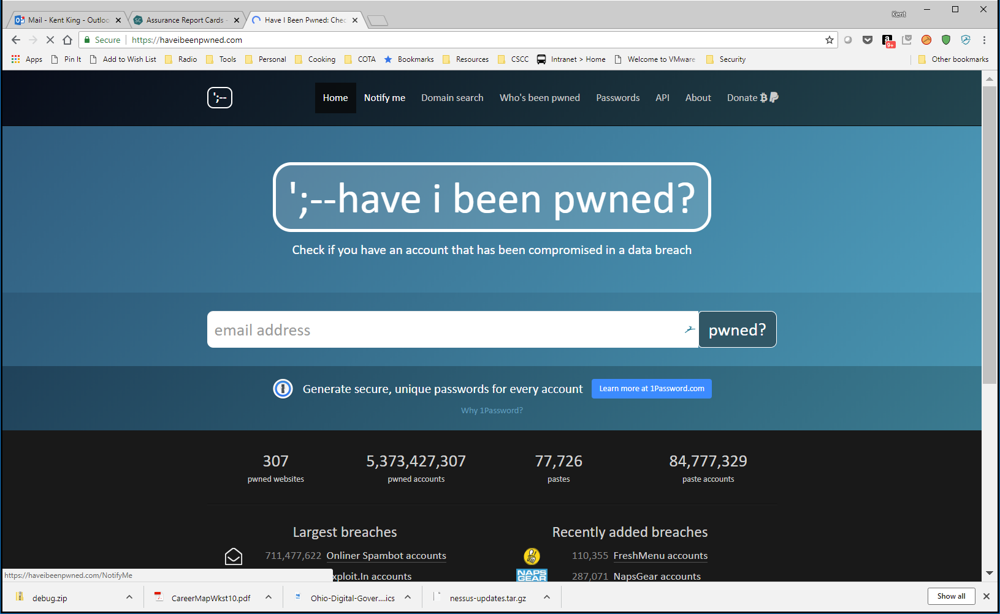 Kent
Mail - Kent King - Outloo
Assurance Report Cards -
Have I Been Pwned: Chec
Secure
https://haveibeenpwned.com
a
9+
Apps
Pin It
Add to Wish List
Radio
Tools
Personal
Cooking
COTA
Bookmarks
Resources
CSCC
Intranet > Home
Welcome to VMware
Security
Other bookmarks
';--
Home
Notify me
Domain search
Who's been pwned
Passwords
API
About
Donate
';--have i been pwned?
Check if you have an account that has been compromised in a data breach
email address
pwned?
Generate secure, unique passwords for every account
Learn more at 1Password.com
Why 1Password?
307
5,373,427,307
77,726
84,777,329
pwned websites
pwned accounts
pastes
paste accounts
Largest breaches
Recently added breaches
711,477,622 Onliner Spambot accounts
110,355 FreshMenu accounts
xploit.In accounts
NAPS GEAR
287,071 NapsGear accounts
https://haveibeenpwned.com/NotifyMe
debug.zip
CareerMapWkst10.pdf
Ohio-Digital-Gover....ics
nessus-updates.tar.gz
Show all